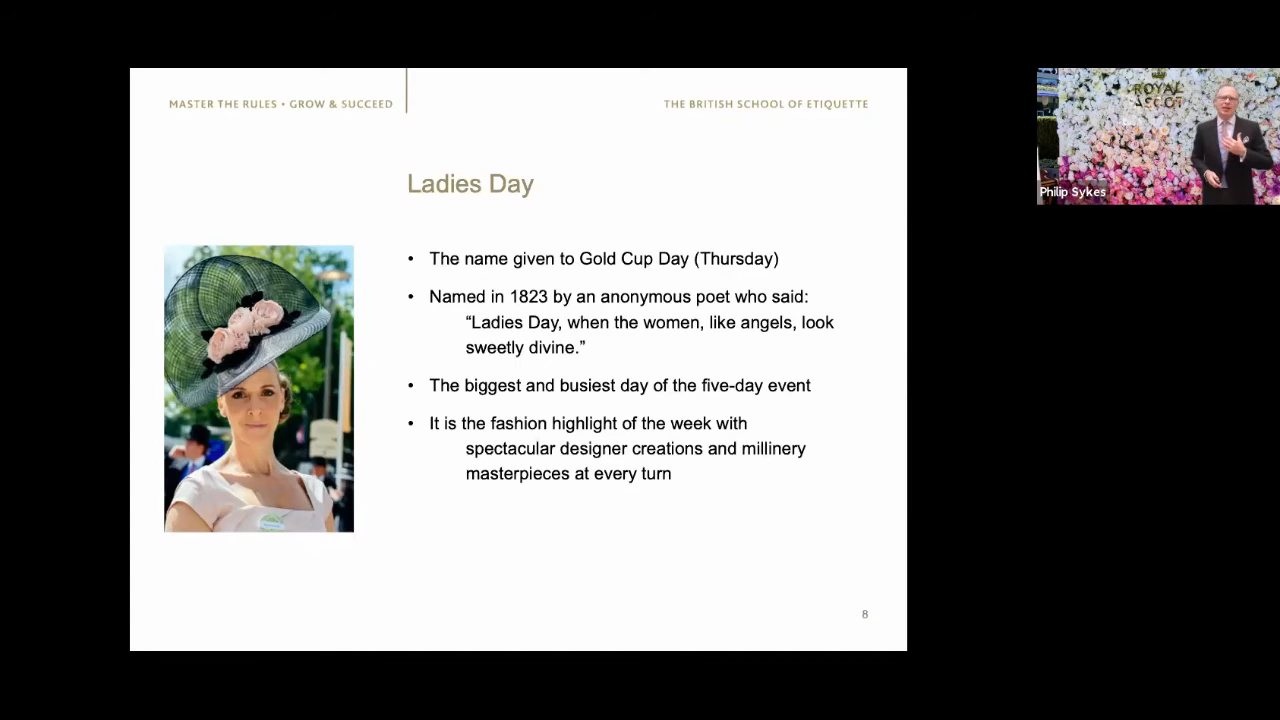 MASTER THE RULES • GROW & SUCCEED
THE BRITISH SCHOOL OF ETIQUETTE
Ladies Day
• The name given to Gold Cup Day (Thursday)
• Named in 1823 by an anonymous poet who said:
“Ladies Day, when the women, like angels, look
sweetly divine.”
• The biggest and busiest day of the five-day event
• It is the fashion highlight of the week with
spectacular designer creations and millinery
masterpieces at every turn
8
ROYAL
ASCOT
Philip Sykes